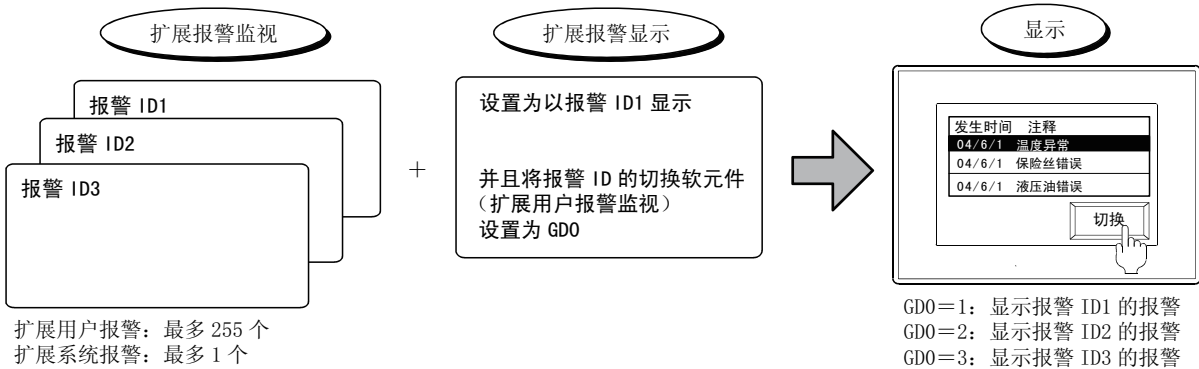 扩展报警监视
报警 ID1
报警 ID2
报警 ID3
扩展用户报警：最多 255 个
扩展系统报警：最多 1 个
+
扩展报警显示
设置为以报警 ID1 显示
并且将报警 ID 的切换软元件
（扩展用户报警监视）
设置为 GD0
显示
发生时间 注释
04/6/1 温度异常
04/6/1 保险丝错误
04/6/1 液压油错误
切换
GD0＝1：显示报警 ID1 的报警
GD0＝2：显示报警 ID2 的报警
GD0＝3：显示报警 ID3 的报警